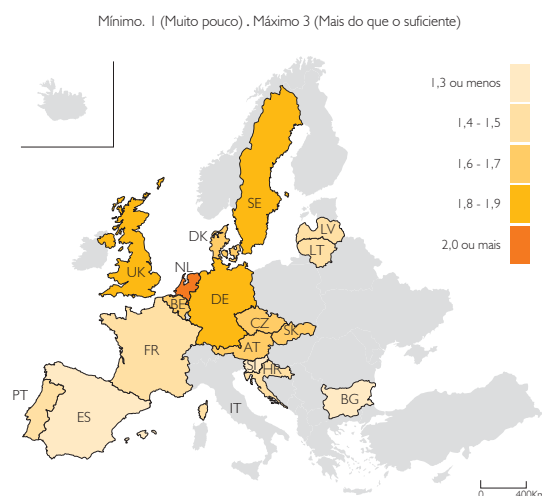 Mínimo. 1 (Muito pouco) . Máximo 3 (Mais do que o suficiente)
1,3 ou menos
1,4 - 1,5
1,6 - 1,7
1,8 - 1,9
2,0 ou mais
SE
LV
LT
DK
NL
UK
BE
DE
CZ
SK
FR
AT
SI
HR
PT
ES
IT
BG
0 400Kg